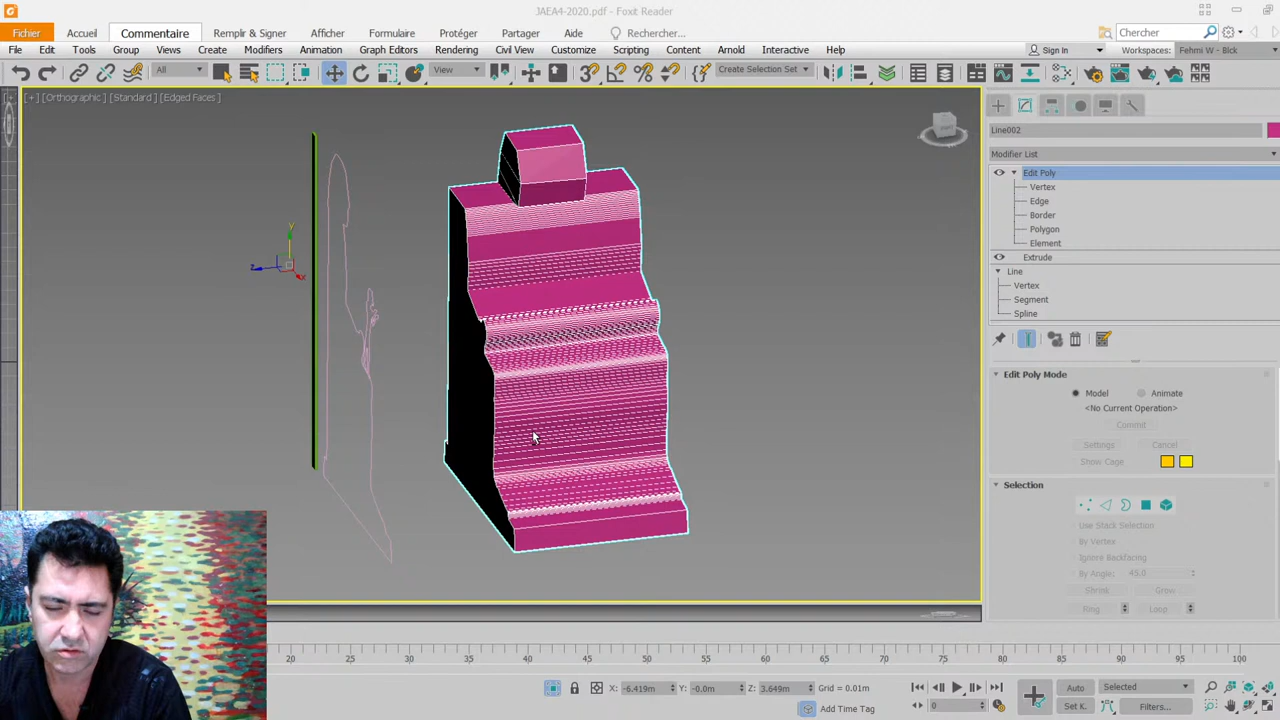 JAEA4-2020.pdf - Foxit Reader
Fichier Accueil Commentaire Remplir & Signer Afficher Formulaire Protéger Partager Aide Rechercher... Chercher
File Edit Tools Group Views Create Modifiers Animation Graph Editors Rendering Civil View Customize Scripting Content Arnold Interactive Help Sign In Workspaces: Fehmi W - Blck
All View Create Selection Set
[+] [Orthographic] [Standard] [Edged Faces]
Line002
Modifier List
Edit Poly
Vertex
Edge
Border
Polygon
Element
Extrude
Line
Vertex
Segment
Spline
Edit Poly Mode
Model Animate
<No Current Operation>
Commit
Settings Cancel
Show Cage
Selection
Use Stack Selection
By Vertex
Ignore Backfacing
By Angle: 45.0
Shrink Grow
Ring Loop
20 25 30 35 40 45 50 55 60 65 70 75 80 85 90 95 100
X: -6.419m Y: -0.0m Z: 3.649m Grid = 0.01m
Auto Selected
Add Time Tag 0 Set K. Filters...